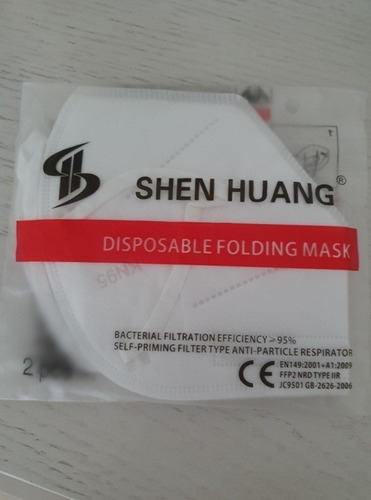 SHEN HUANG®
DISPOSABLE FOLDING MASK
KN95
BACTERIAL FILTRATION EFFICIENCY ≥95%
SELF-PRIMING FILTER TYPE ANTI-PARTICLE RESPIRATOR
CE
EN149:2001+A1:2009
FFP2 NRD TYPE IIR
JC9501 GB-2626-2006
2